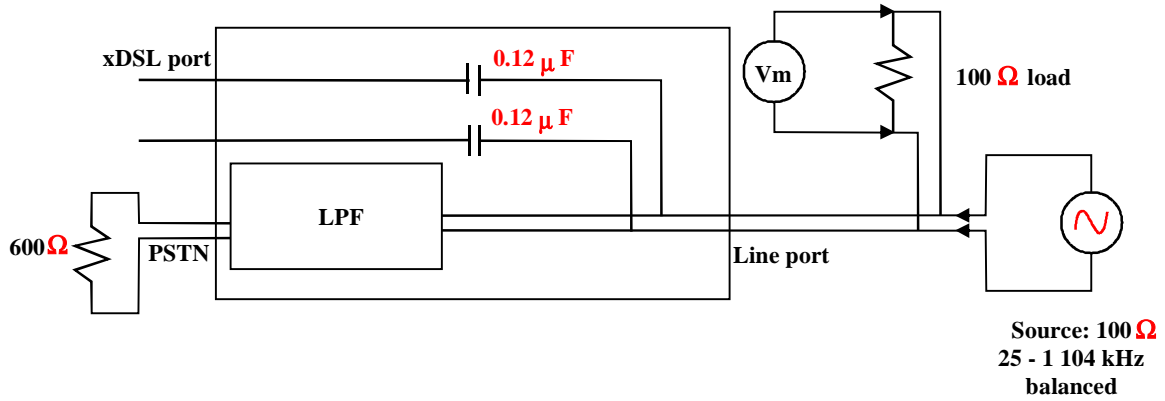 xDSL port
0.12 μ F
0.12 μ F
Vm
100 Ω load
LPF
600Ω
PSTN
Line port
Source: 100 Ω
25 - 1 104 kHz
balanced